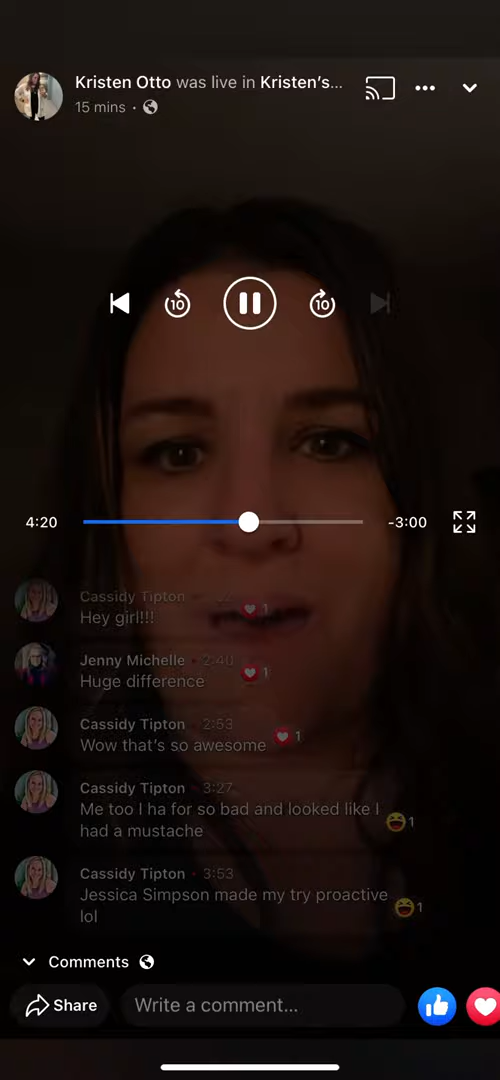 Kristen Otto was live in Kristen's...
15 mins ·
10
10
4:20
-3:00
Cassidy Tipton
1
Hey girl!!!
Jenny Michelle • 2:40
1
Huge difference
Cassidy Tipton • 2:53
Wow that's so awesome
1
Cassidy Tipton • 3:27
Me too I ha for so bad and looked like I
had a mustache
1
Cassidy Tipton • 3:53
Jessica Simpson made my try proactive
lol
1
Comments
Share
Write a comment...